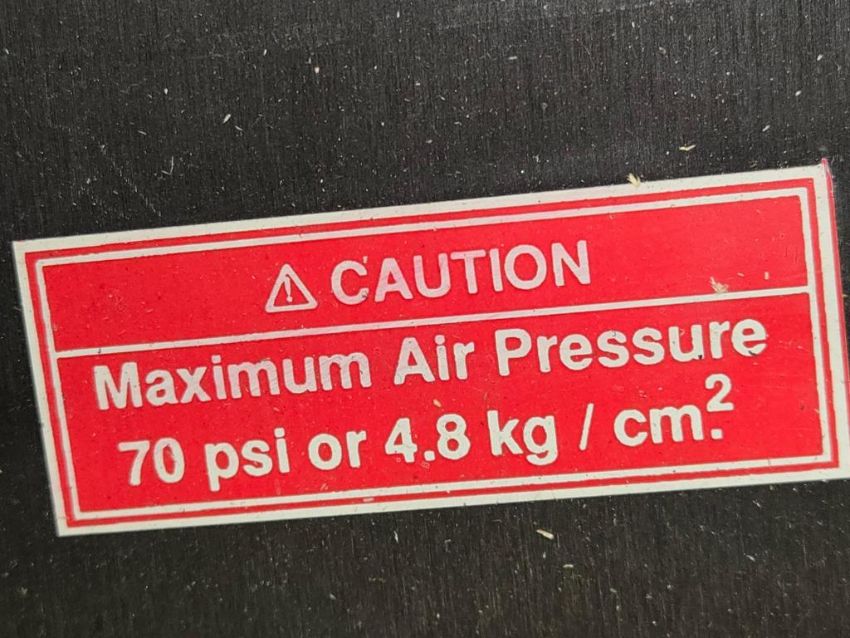 ⚠ CAUTION
Maximum Air Pressure
70 psi or 4.8 kg / cm.²